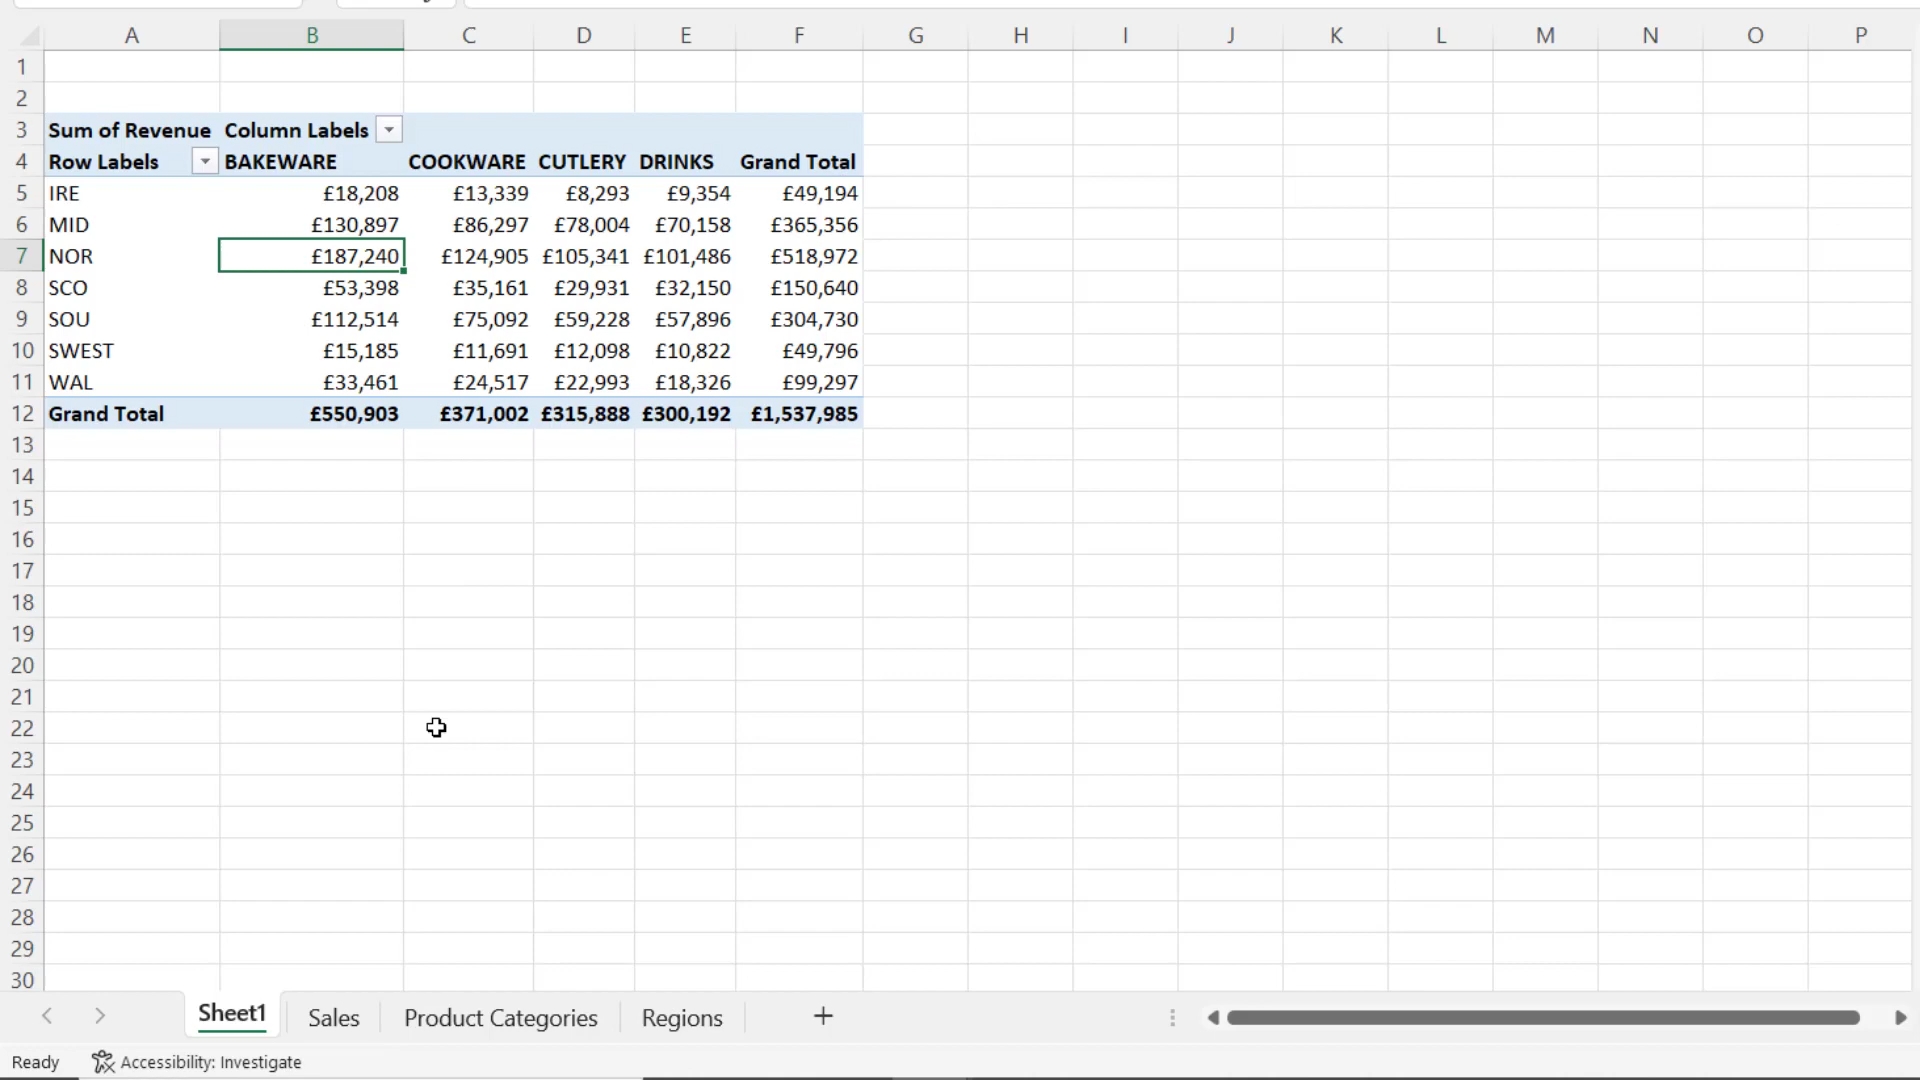 A B C D E F G H I J K L M N O P
1
2
3 Sum of Revenue Column Labels
4 Row Labels BAKEWARE COOKWARE CUTLERY DRINKS Grand Total
5 IRE £18,208 £13,339 £8,293 £9,354 £49,194
6 MID £130,897 £86,297 £78,004 £70,158 £365,356
7 NOR £187,240 £124,905 £105,341 £101,486 £518,972
8 SCO £53,398 £35,161 £29,931 £32,150 £150,640
9 SOU £112,514 £75,092 £59,228 £57,896 £304,730
10 SWEST £15,185 £11,691 £12,098 £10,822 £49,796
11 WAL £33,461 £24,517 £22,993 £18,326 £99,297
12 Grand Total £550,903 £371,002 £315,888 £300,192 £1,537,985
13
14
15
16
17
18
19
20
21
22
23
24
25
26
27
28
29
30
Sheet1 Sales Product Categories Regions
Ready Accessibility: Investigate